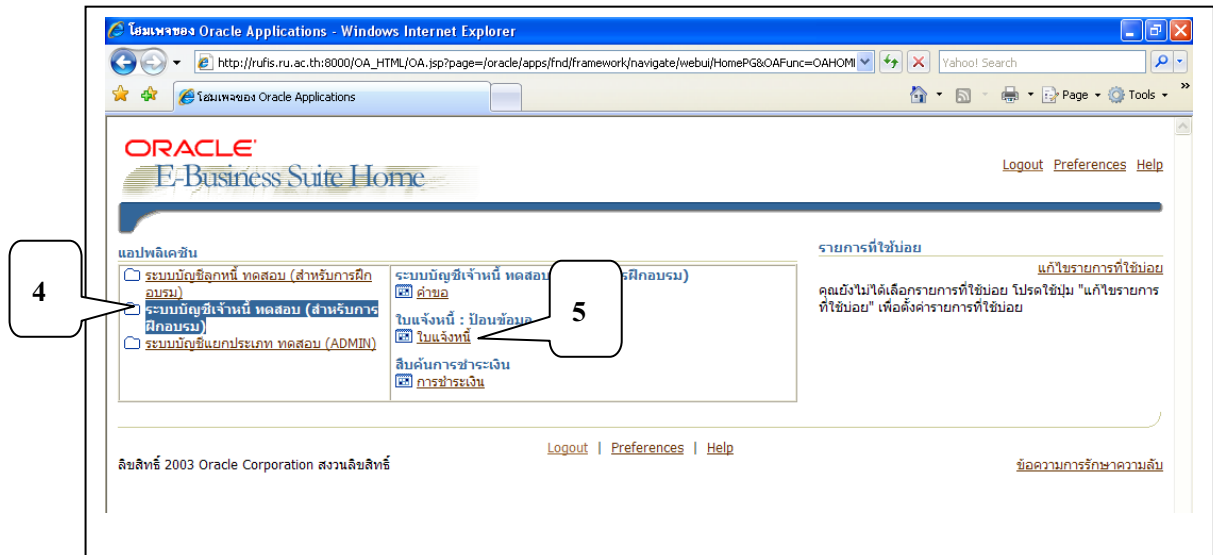 โฮมเพจของ Oracle Applications - Windows Internet Explorer
http://rufis.ru.ac.th:8000/OA_HTML/OA.jsp?page=/oracle/apps/fnd/framework/navigate/webui/HomePG&OAFunc=OAHOMI
Yahoo! Search
โฮมเพจของ Oracle Applications
Page
Tools
ORACLE
E-Business Suite Home
Logout Preferences Help
แอปพลิเคชัน
4
ระบบบัญชีลูกหนี้ ทดสอบ (สำหรับการฝึก
อบรม)
ระบบบัญชีเจ้าหนี้ ทดสอบ (สำหรับการ
ฝึกอบรม)
ระบบบัญชีแยกประเภท ทดสอบ (ADMIN)
ระบบบัญชีเจ้าหนี้ ทดสอบ ฝึกอบรม)
คำขอ
ใบแจ้งหนี้ : ป้อนข้อมูล
5
ใบแจ้งหนี้
สืบค้นการชำระเงิน
การชำระเงิน
รายการที่ใช้บ่อย
แก้ไขรายการที่ใช้บ่อย
คุณยังไม่ได้เลือกรายการที่ใช้บ่อย โปรดใช้ปุ่ม "แก้ไขรายการ
ที่ใช้บ่อย" เพื่อตั้งค่ารายการที่ใช้บ่อย
Logout | Preferences | Help
ลิขสิทธิ์ 2003 Oracle Corporation สงวนลิขสิทธิ์
ข้อความการรักษาความลับ